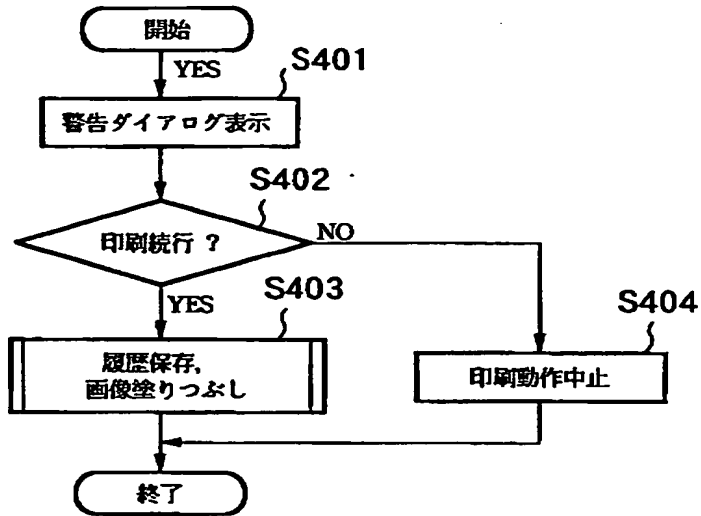 開始
YES
S401
警告ダイアログ表示
S402
印刷続行 ?
NO
YES
S403
S404
履歴保存,
画像塗りつぶし
印刷動作中止
終了